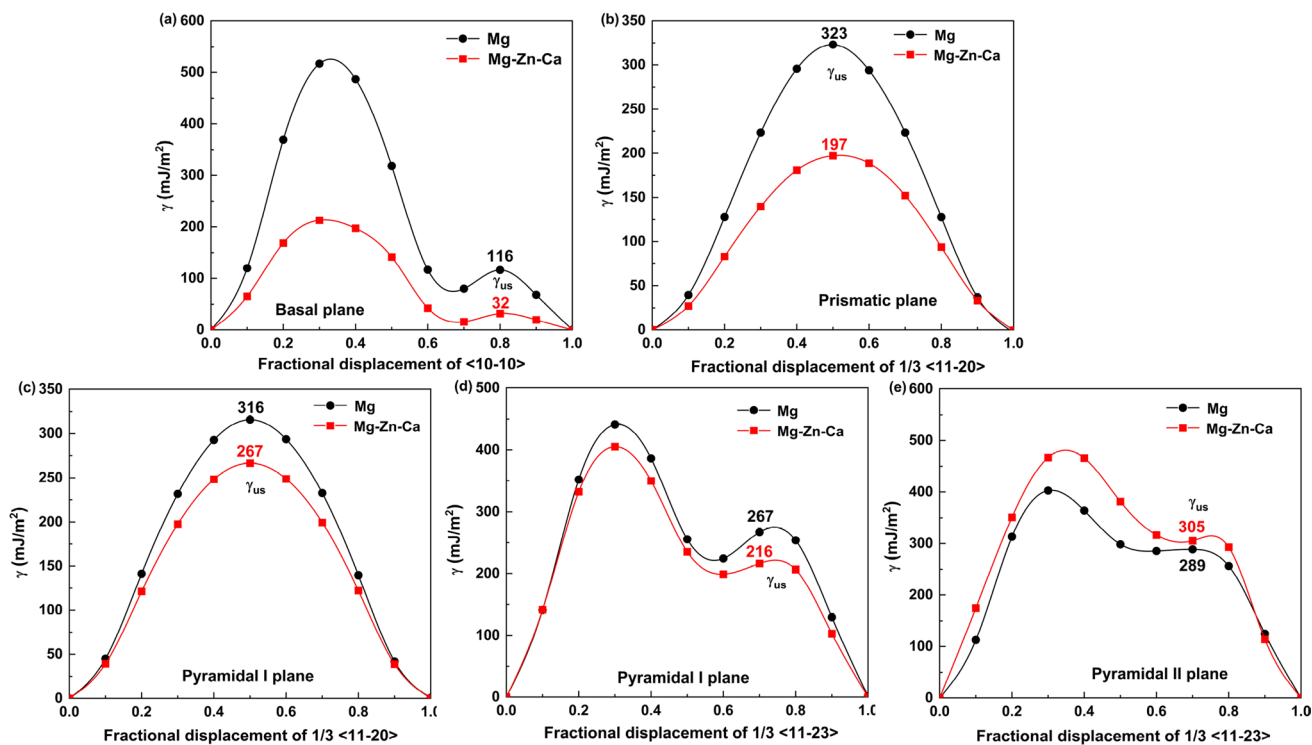 (a)
600
500
400
300
200
100
0
γ (mJ/m²)
Mg
Mg-Zn-Ca
116
γus
32
Basal plane
0.0 0.2 0.4 0.6 0.8 1.0
Fractional displacement of <10-10>
(b)
350
325
300
275
250
225
200
175
150
125
100
75
50
25
0
γ (mJ/m²)
323
γus
Mg
Mg-Zn-Ca
197
Prismatic plane
0.0 0.2 0.4 0.6 0.8 1.0
Fractional displacement of 1/3 <11-20>
(c)
350
300
250
200
150
100
50
0
γ (mJ/m²)
316
Mg
Mg-Zn-Ca
267
γus
Pyramidal I plane
0.0 0.2 0.4 0.6 0.8 1.0
Fractional displacement of 1/3 <11-20>
(d)
500
400
300
200
100
0
γ (mJ/m²)
Mg
Mg-Zn-Ca
267
216
γus
Pyramidal I plane
0.0 0.2 0.4 0.6 0.8 1.0
Fractional displacement of 1/3 <11-23>
(e)
600
500
400
300
200
100
0
γ (mJ/m²)
Mg
Mg-Zn-Ca
γus
305
289
Pyramidal II plane
0.0 0.2 0.4 0.6 0.8 1.0
Fractional displacement of 1/3 <11-23>